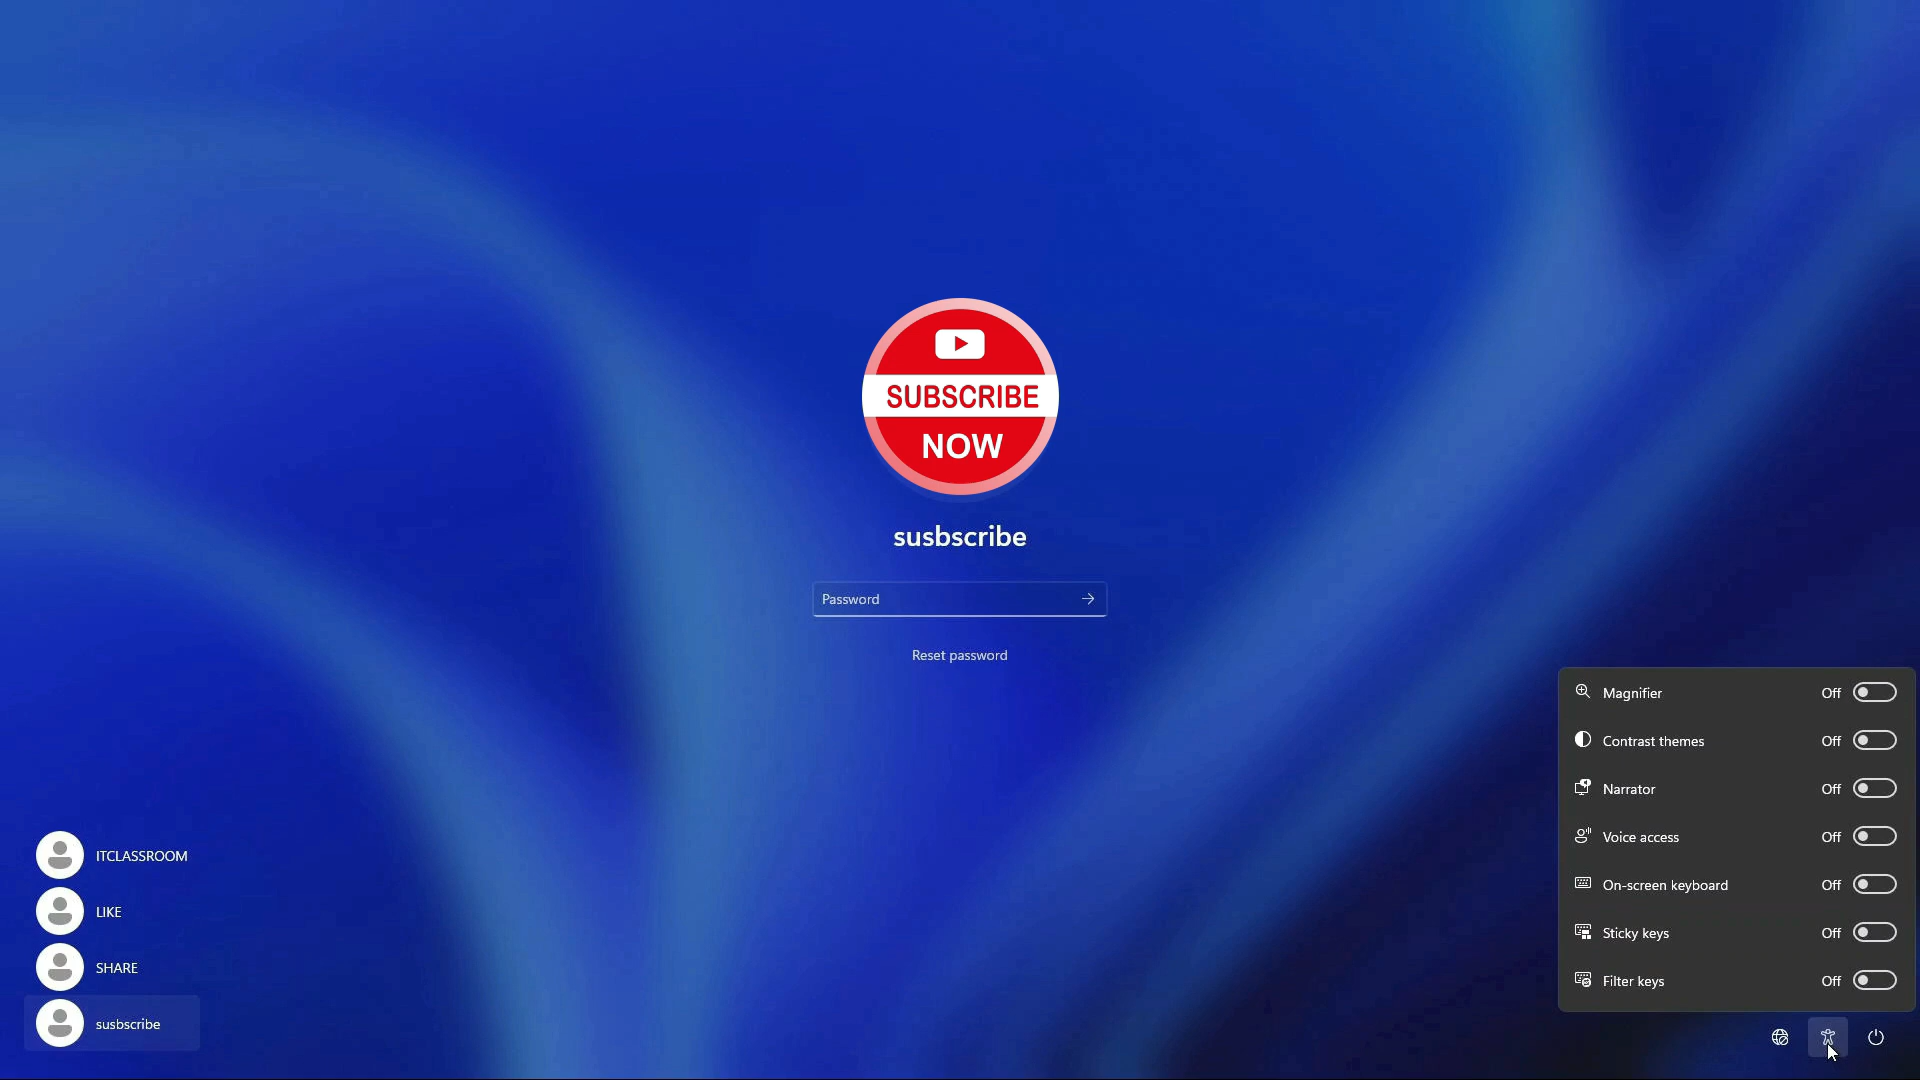 SUBSCRIBE
NOW
susbscribe
Password
Reset password
ITCLASSROOM
LIKE
SHARE
susbscribe
Magnifier Off
Contrast themes Off
Narrator Off
Voice access Off
On-screen keyboard Off
Sticky keys Off
Filter keys Off